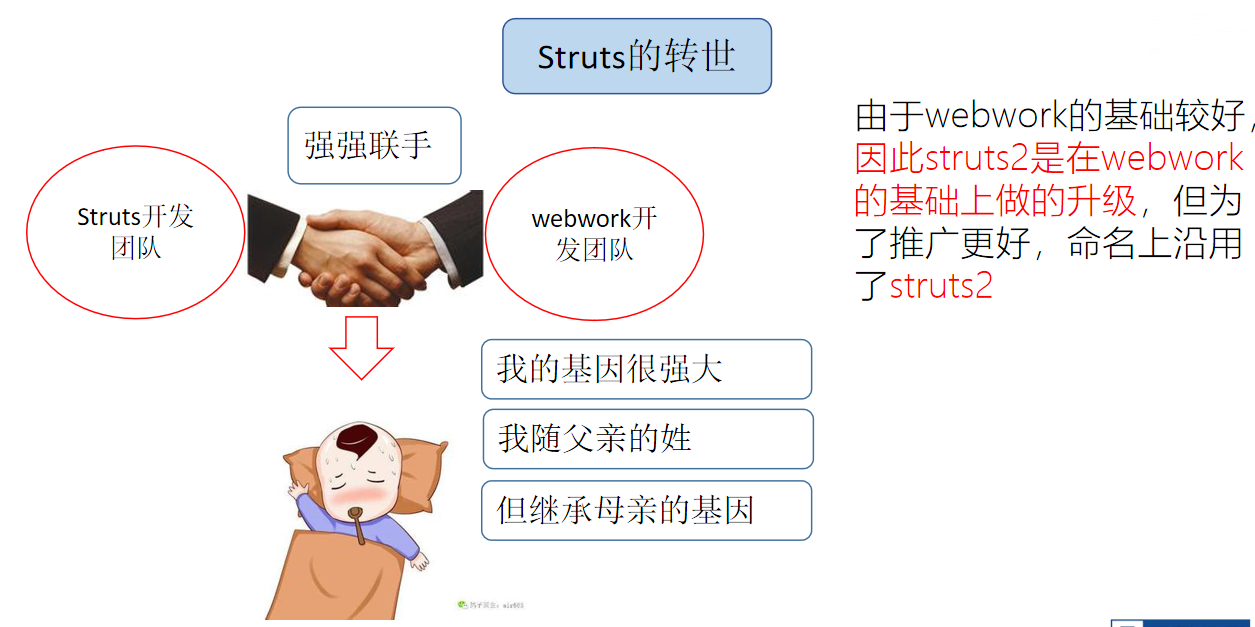 Struts的转世
强强联手
Struts开发
团队
webwork开
发团队
由于webwork的基础较好,
因此struts2是在webwork
的基础上做的升级，但为
了推广更好，命名上沿用
了struts2
我的基因很强大
我随父亲的姓
但继承母亲的基因